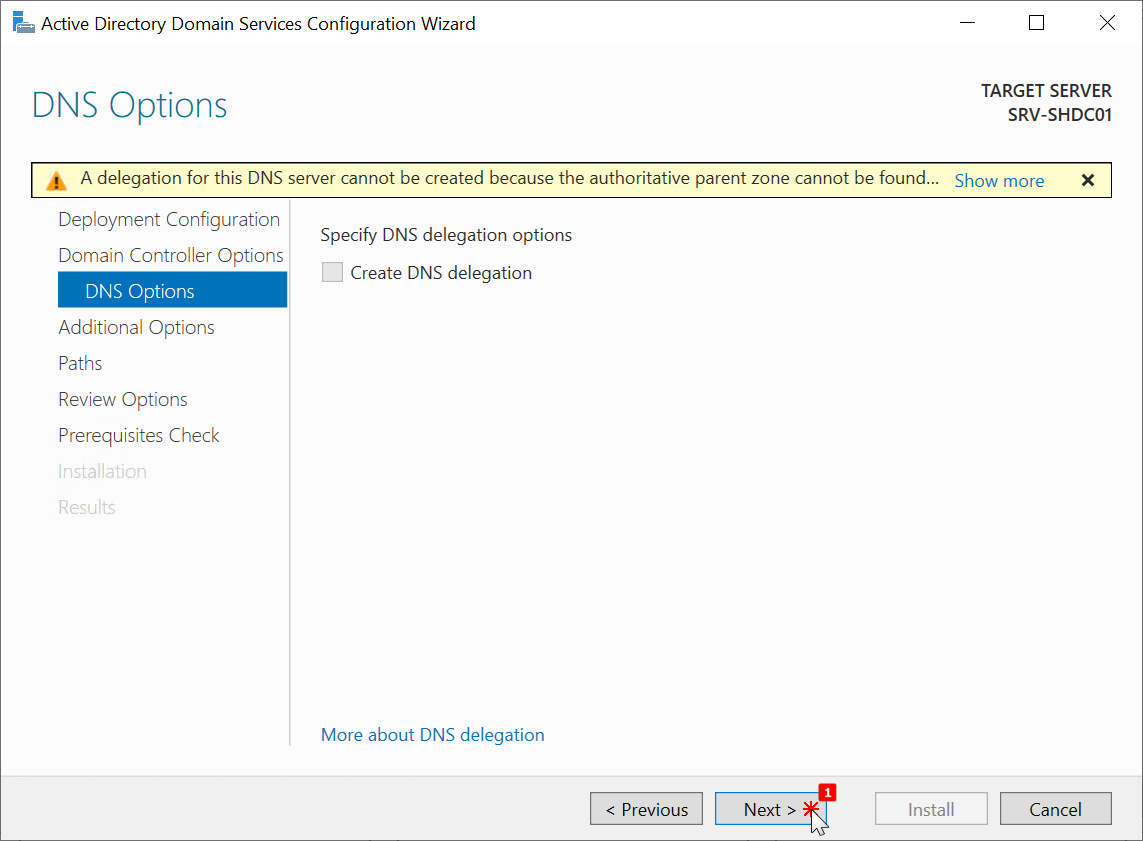 Active Directory Domain Services Configuration Wizard
DNS Options
TARGET SERVER
SRV-SHDC01
A delegation for this DNS server cannot be created because the authoritative parent zone cannot be found... Show more
Deployment Configuration
Domain Controller Options
DNS Options
Additional Options
Paths
Review Options
Prerequisites Check
Installation
Results
Specify DNS delegation options
Create DNS delegation
More about DNS delegation
< Previous
Next >
1
Install
Cancel